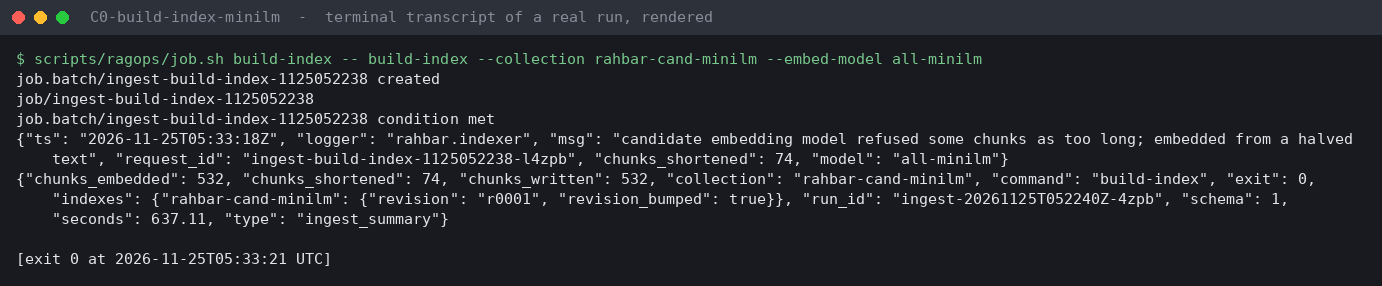 C0-build-index-minilm  -  terminal transcript of a real run, rendered
$ scripts/ragops/job.sh build-index -- build-index --collection rahbar-cand-minilm --embed-model all-minilm
job.batch/ingest-build-index-1125052238 created
job/ingest-build-index-1125052238
job.batch/ingest-build-index-1125052238 condition met
{"ts": "2026-11-25T05:33:18Z", "logger": "rahbar.indexer", "msg": "candidate embedding model refused some chunks as too long; embedded from a halved
text", "request_id": "ingest-build-index-1125052238-l4zpb", "chunks_shortened": 74, "model": "all-minilm"}
{"chunks_embedded": 532, "chunks_shortened": 74, "chunks_written": 532, "collection": "rahbar-cand-minilm", "command": "build-index", "exit": 0,
"indexes": {"rahbar-cand-minilm": {"revision": "r0001", "revision_bumped": true}}, "run_id": "ingest-20261125T052240Z-4zpb", "schema": 1,
"seconds": 637.11, "type": "ingest_summary"}
[exit 0 at 2026-11-25T05:33:21 UTC]